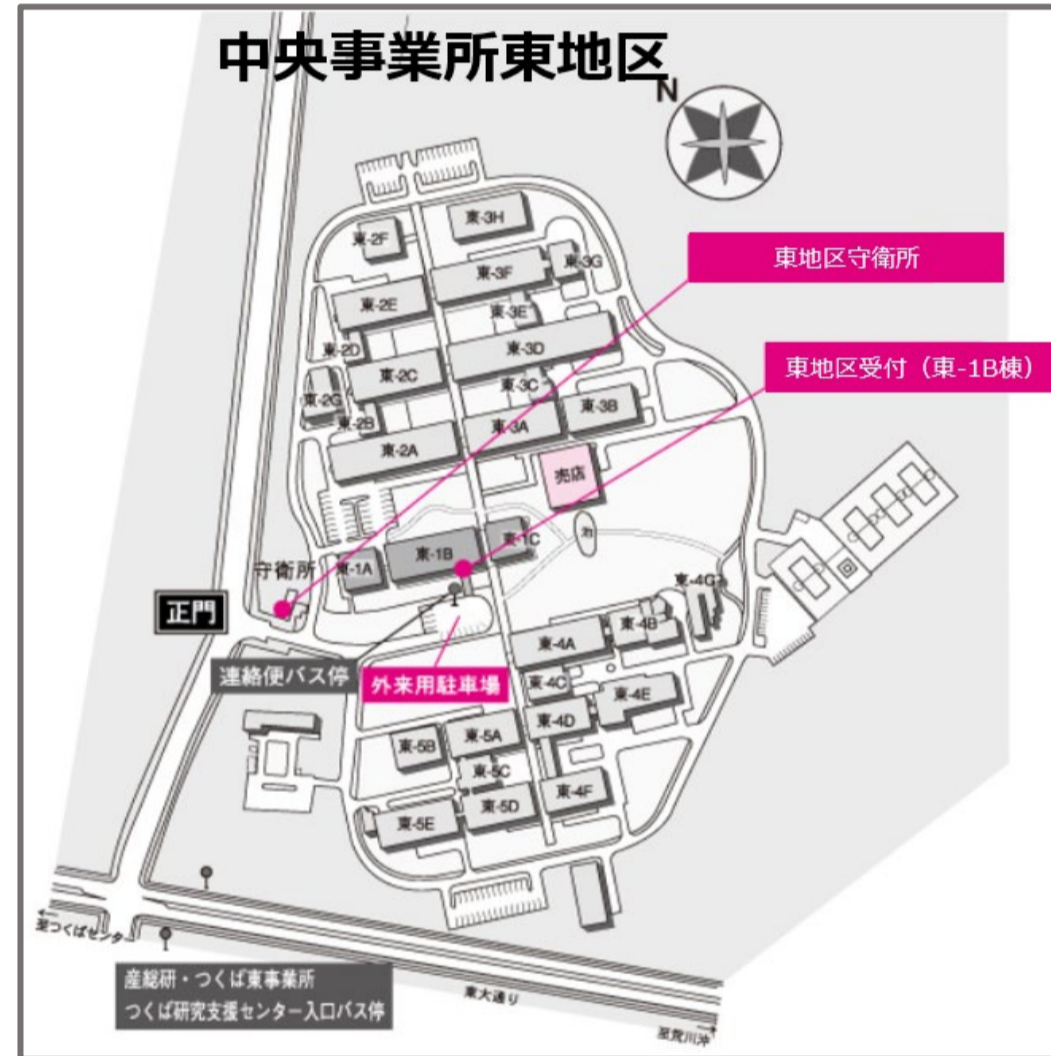 中央事業所東地区
N
東-3H
東-2F
東-3G
東-3F
東地区守衛所
東-2E
東-3E
東-2D
東-3D
東地区受付（東-1B棟）
東-2C
東-3C
東-2G
東-3B
東-2B
東-3A
東-2A
売店
池
東-1C
東-1B
守衛所
東-1A
東-4G
正門
東-4B
東-4A
連絡便バス停
外来用駐車場
東-4C
東-4E
東-4D
東-5A
東-5B
東-5C
東-4F
東-5D
東-5E
至つくばセンター
産総研・つくば東事業所
つくば研究支援センター入口バス停
東大通り
至荒川沖